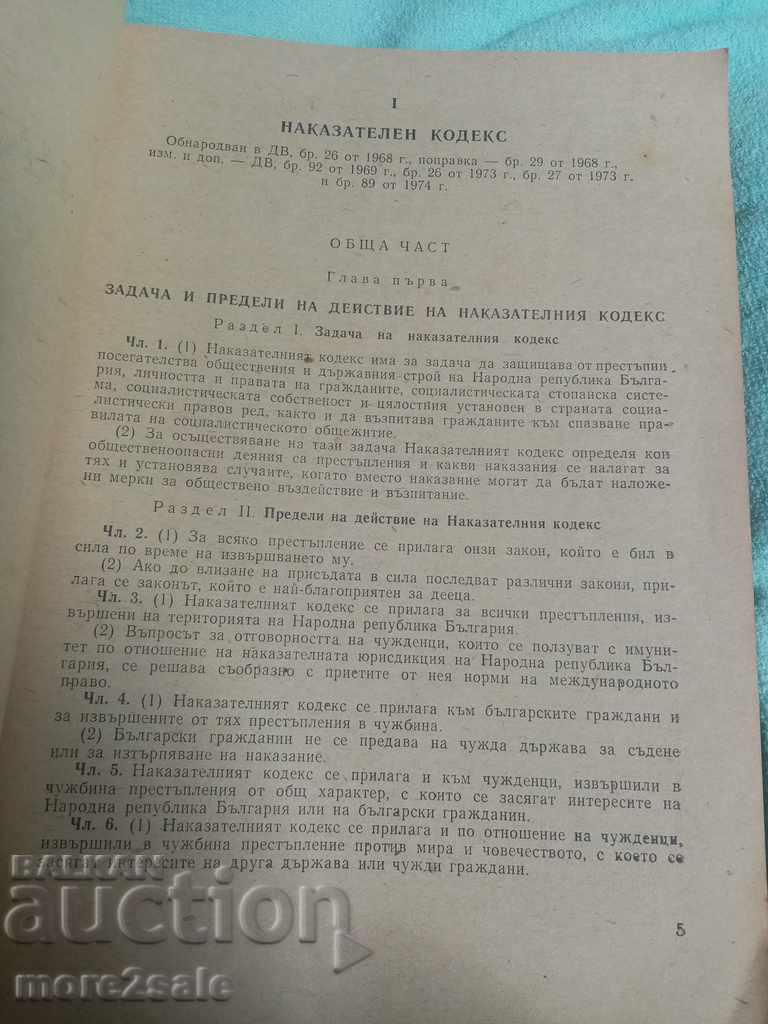 I
НАКАЗАТЕЛЕН КОДЕКС
Обнародван в ДВ, бр. 26 от 1968 г., поправка — бр. 29 от 1968 г.,
изм. и доп. — ДВ, бр. 92 от 1969 г., бр. 26 от 1973 г., бр. 27 от 1973 г.
и бр. 89 от 1974 г.
ОБЩА ЧАСТ
Глава първа
ЗАДАЧА И ПРЕДЕЛИ НА ДЕЙСТВИЕ НА НАКАЗАТЕЛНИЯ КОДЕКС
Раздел I. Задача на наказателния кодекс
Чл. 1. (1) Наказателният кодекс има за задача да защищава от престъпни
посегателства обществения и държавния строй на Народна република Бълга-
рия, личността и правата на гражданите, социалистическата стопанска систе-
ма, социалистическата собственост и цялостния установен в страната социа-
листически правов ред, както и да възпитава гражданите към спазване пра-
вилата на социалистическото общежитие.
(2) За осъществяване на тази задача Наказателният кодекс определя кои
общественоопасни деяния са престъпления и какви наказания се налагат за
тях и установява случаите, когато вместо наказание могат да бъдат наложе-
ни мерки за обществено въздействие и възпитание.
Раздел II. Предели на действие на Наказателния кодекс
Чл. 2. (1) За всяко престъпление се прилага онзи закон, който е бил в
сила по време на извършването му.
(2) Ако до влизане на присъдата в сила последват различни закони, при-
лага се законът, който е най-благоприятен за дееца.
Чл. 3. (1) Наказателният кодекс се прилага за всички престъпления, из-
вършени на територията на Народна република България.
(2) Въпросът за отговорността на чужденци, които се ползуват с имуни-
тет по отношение на наказателната юрисдикция на Народна република Бъл-
гария, се решава съобразно с приетите от нея норми на международното
право.
Чл. 4. (1) Наказателният кодекс се прилага към българските граждани и
за извършените от тях престъпления в чужбина.
(2) Български гражданин не се предава на чужда държава за съдене
или за изтърпяване на наказание.
Чл. 5. Наказателният кодекс се прилага и към чужденци, извършили в
чужбина престъпления от общ характер, с които се засягат интересите на
Народна република България или на български гражданин.
Чл. 6. (1) Наказателният кодекс се прилага и по отношение на чужденци,
извършили в чужбина престъпление против мира и човечеството, с което се
засягат интересите на друга държава или чужди граждани.
5
BALKAN
auction
more2sale